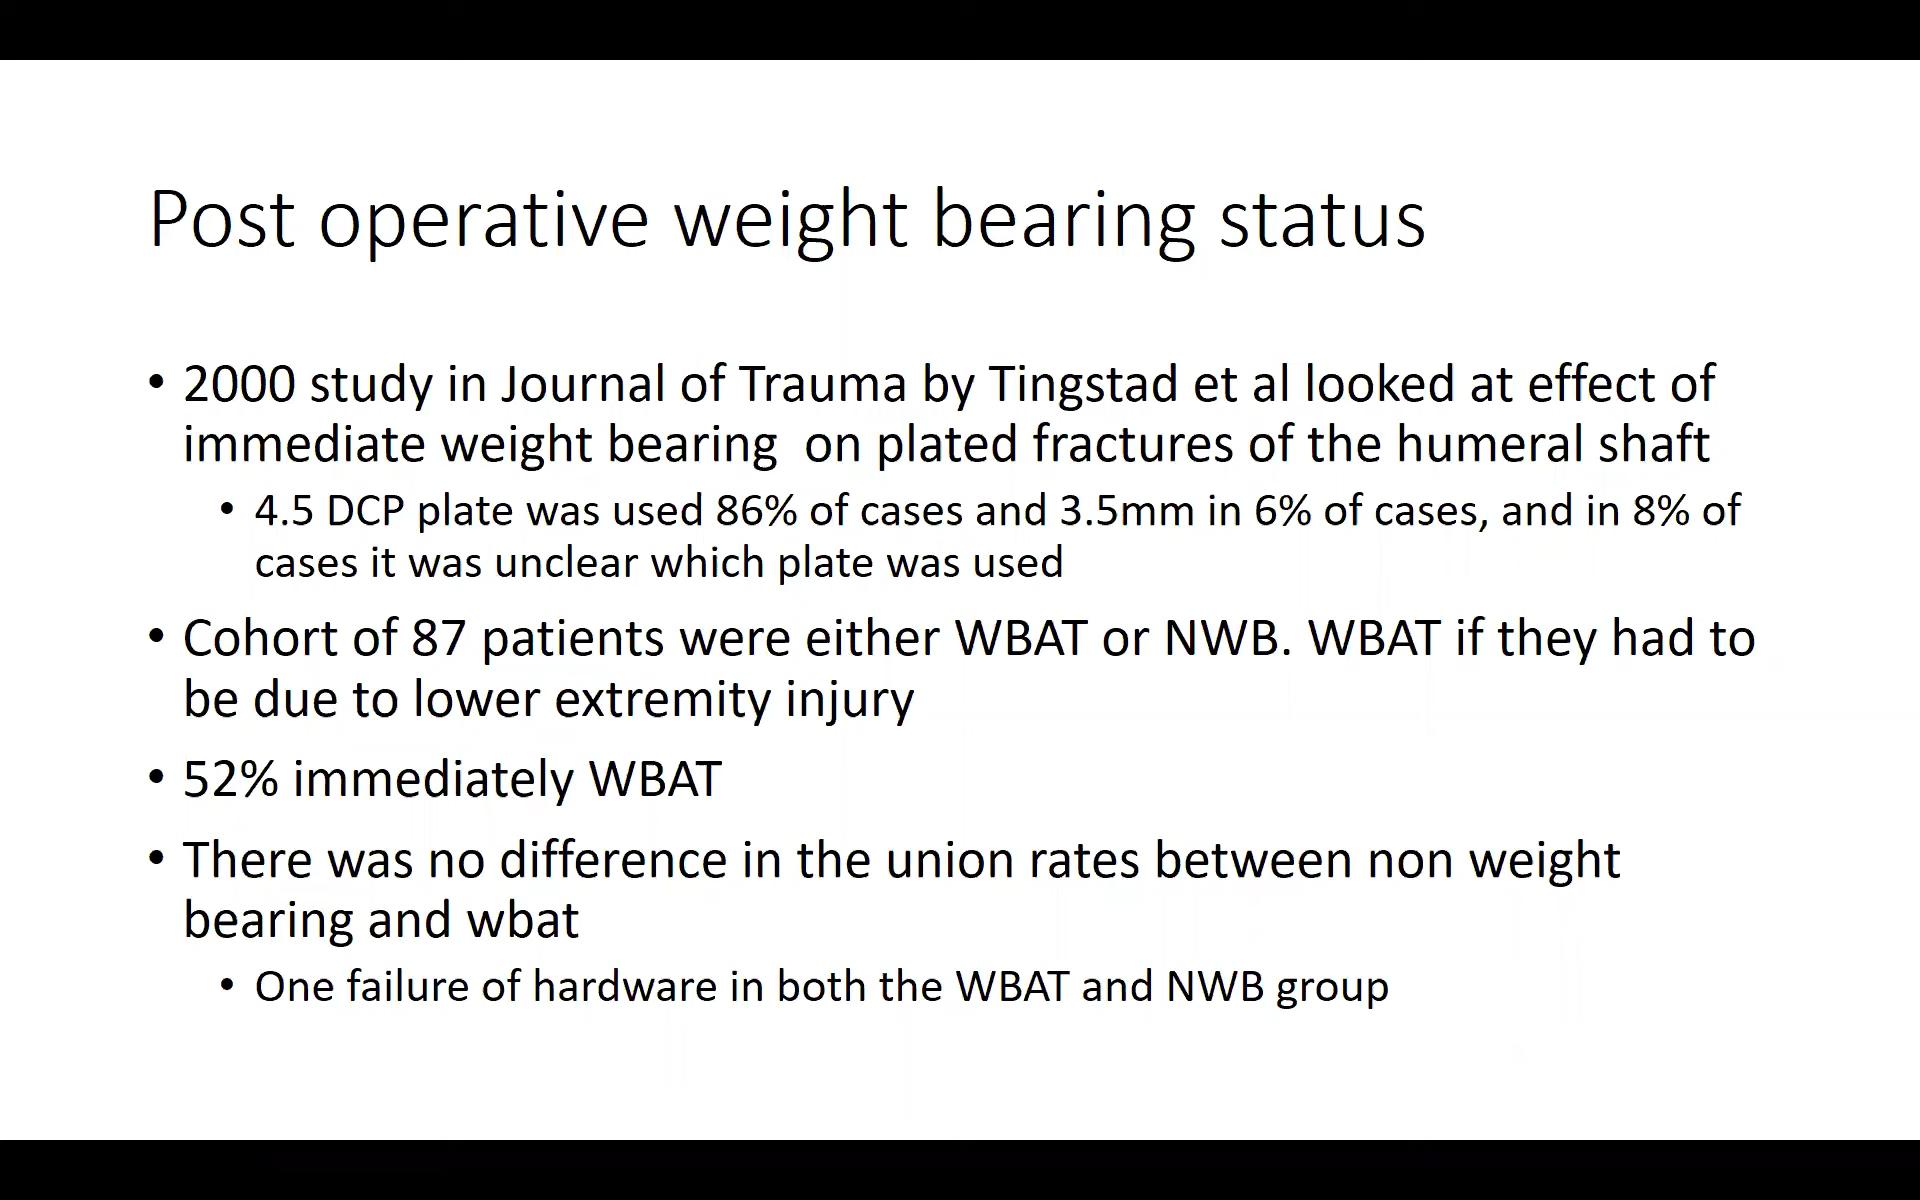 Post operative weight bearing status
• 2000 study in Journal of Trauma by Tingstad et al looked at effect of
immediate weight bearing  on plated fractures of the humeral shaft
• 4.5 DCP plate was used 86% of cases and 3.5mm in 6% of cases, and in 8% of
cases it was unclear which plate was used
• Cohort of 87 patients were either WBAT or NWB. WBAT if they had to
be due to lower extremity injury
• 52% immediately WBAT
• There was no difference in the union rates between non weight
bearing and wbat
• One failure of hardware in both the WBAT and NWB group